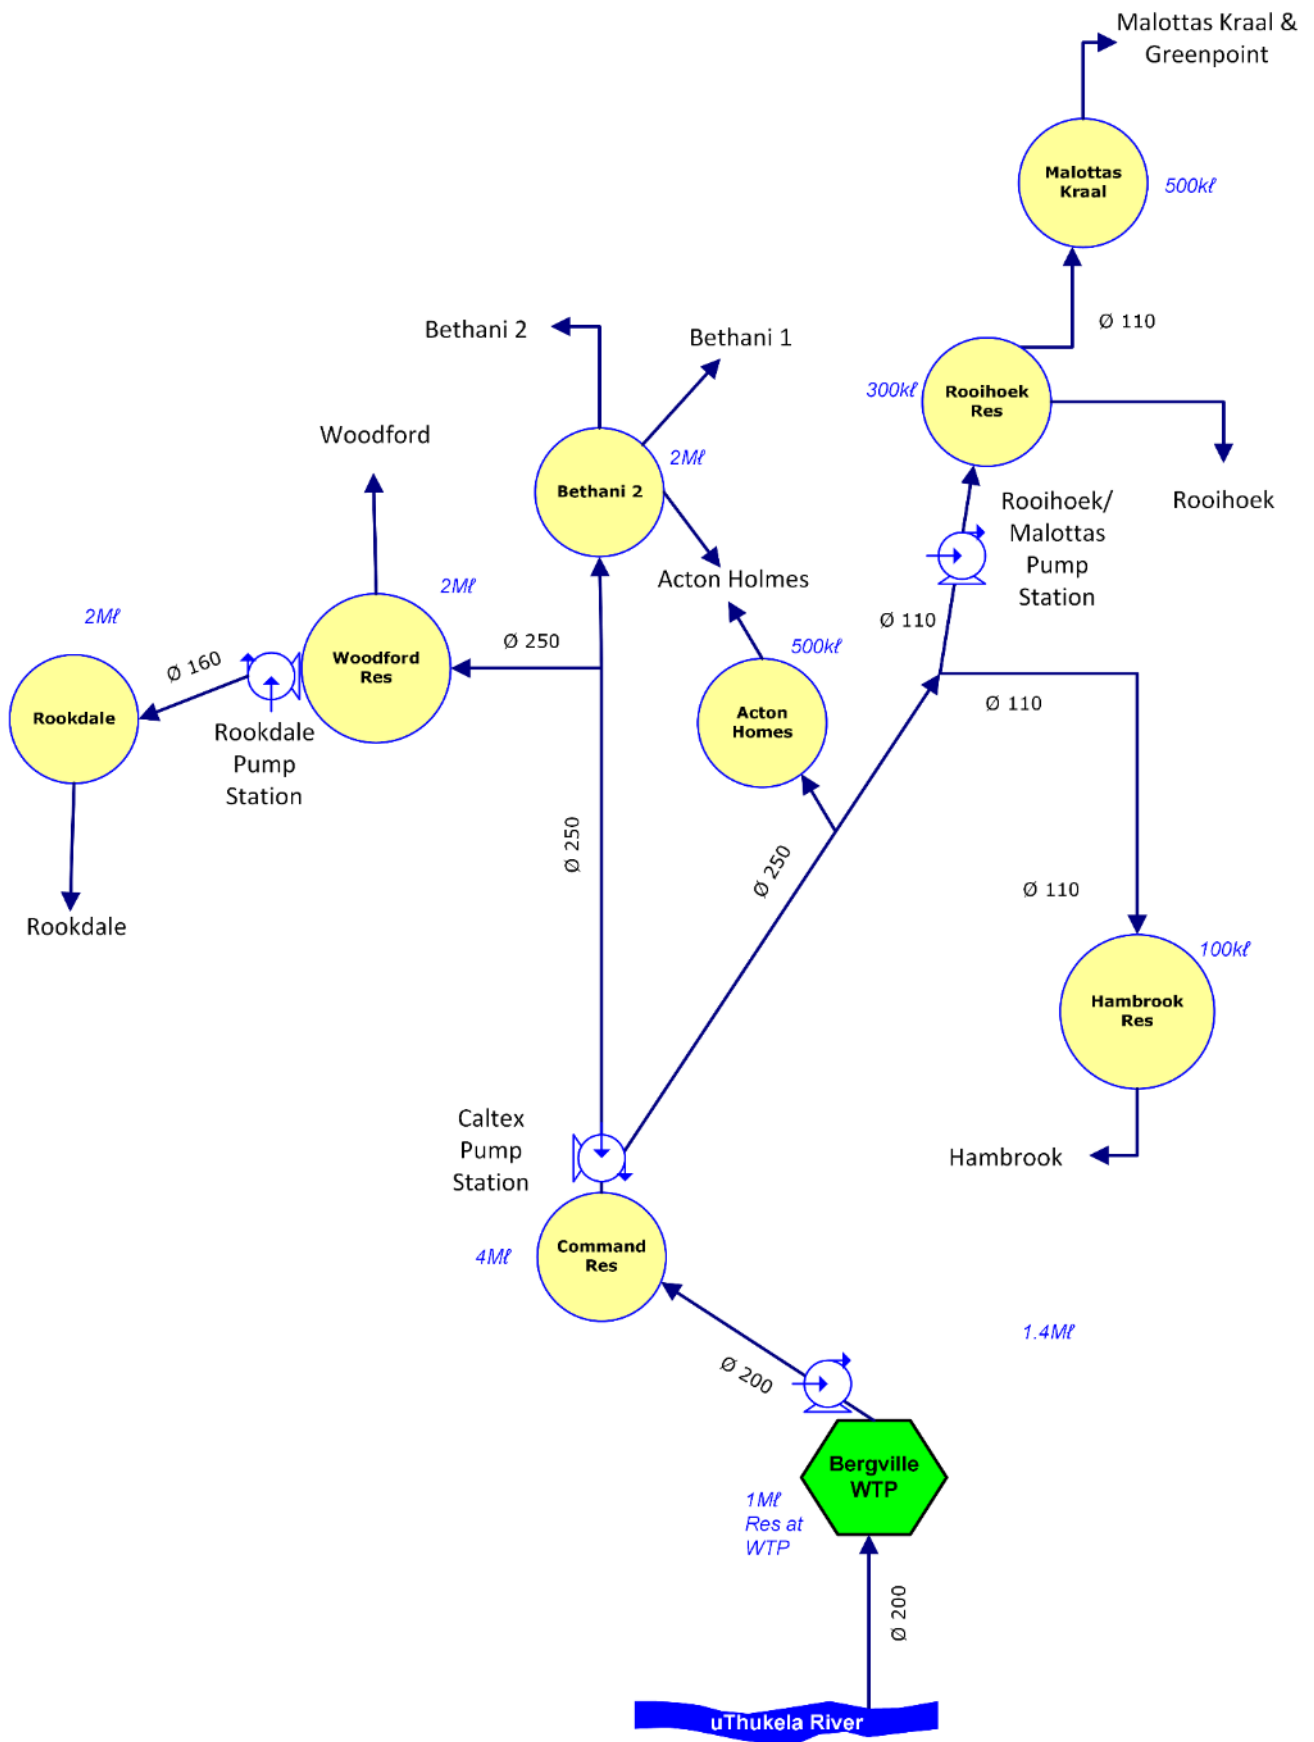 Malottas Kraal &
Greenpoint
Malottas
Kraal
500kℓ
Ø 110
Bethani 2
Bethani 1
300kℓ
Rooihoek
Res
Woodford
2Mℓ
Bethani 2
Rooihoek/
Malottas
Pump
Station
Rooihoek
Acton Holmes
2Mℓ
2Mℓ
Ø 110
Ø 250
500kℓ
Ø 160
Woodford
Res
Rookdale
Rookdale
Pump
Station
Acton
Homes
Ø 110
Ø 250
Ø 250
Ø 110
Rookdale
100kℓ
Hambrook
Res
Caltex
Pump
Station
Hambrook
Command
Res
4Mℓ
1.4Mℓ
Ø 200
Bergville
WTP
1Mℓ
Res at
WTP
Ø 200
uThukela River